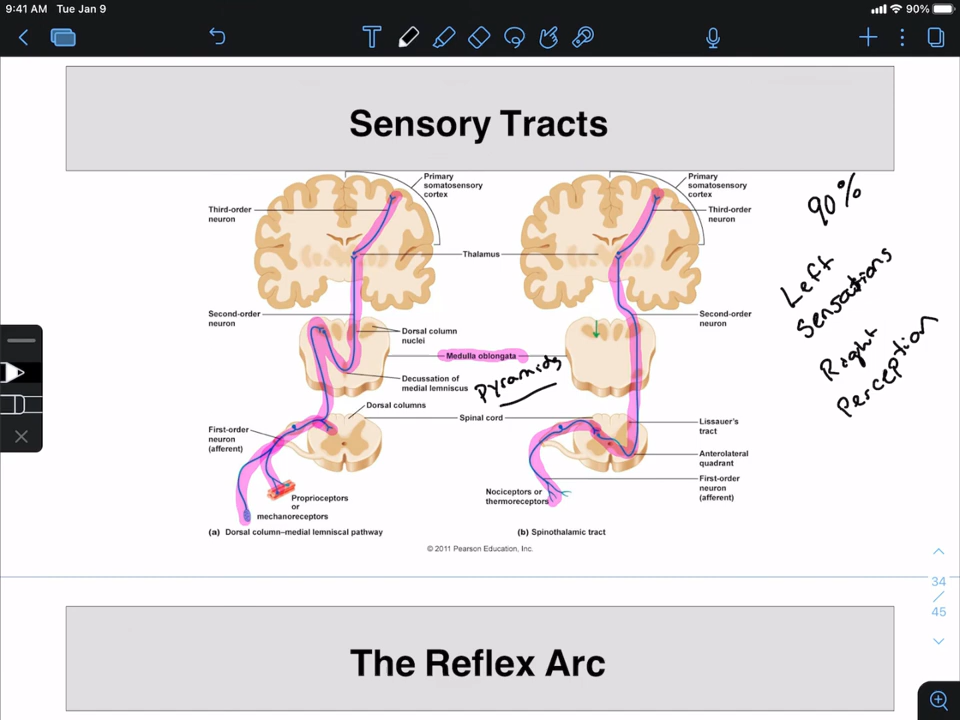 9:41 AM Tue Jan 9
90%
Sensory Tracts
Primary
somatosensory
cortex
Third-order
neuron
Thalamus
Second-order
neuron
Dorsal column
nuclei
Medulla oblongata
Decussation of
medial lemniscus
Pyramids
Dorsal columns
Spinal cord
First-order
neuron
(afferent)
Proprioceptors
or
mechanoreceptors
(a) Dorsal column–medial lemniscal pathway
Primary
somatosensory
cortex
Third-order
neuron
Second-order
neuron
Lissauer's
tract
Anterolateral
quadrant
First-order
neuron
(afferent)
Nociceptors or
thermoreceptors
(b) Spinothalamic tract
© 2011 Pearson Education, Inc.
90%
Left
Sensations
Right
Perception
34
/
45
The Reflex Arc